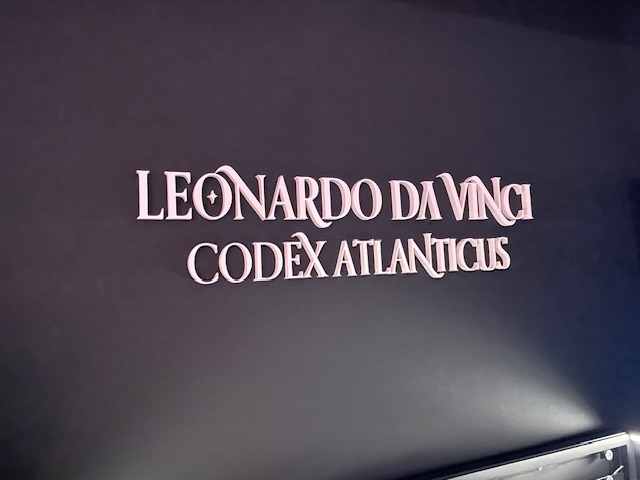 LEONARDO DA VINCI
CODEX ATLANTICUS